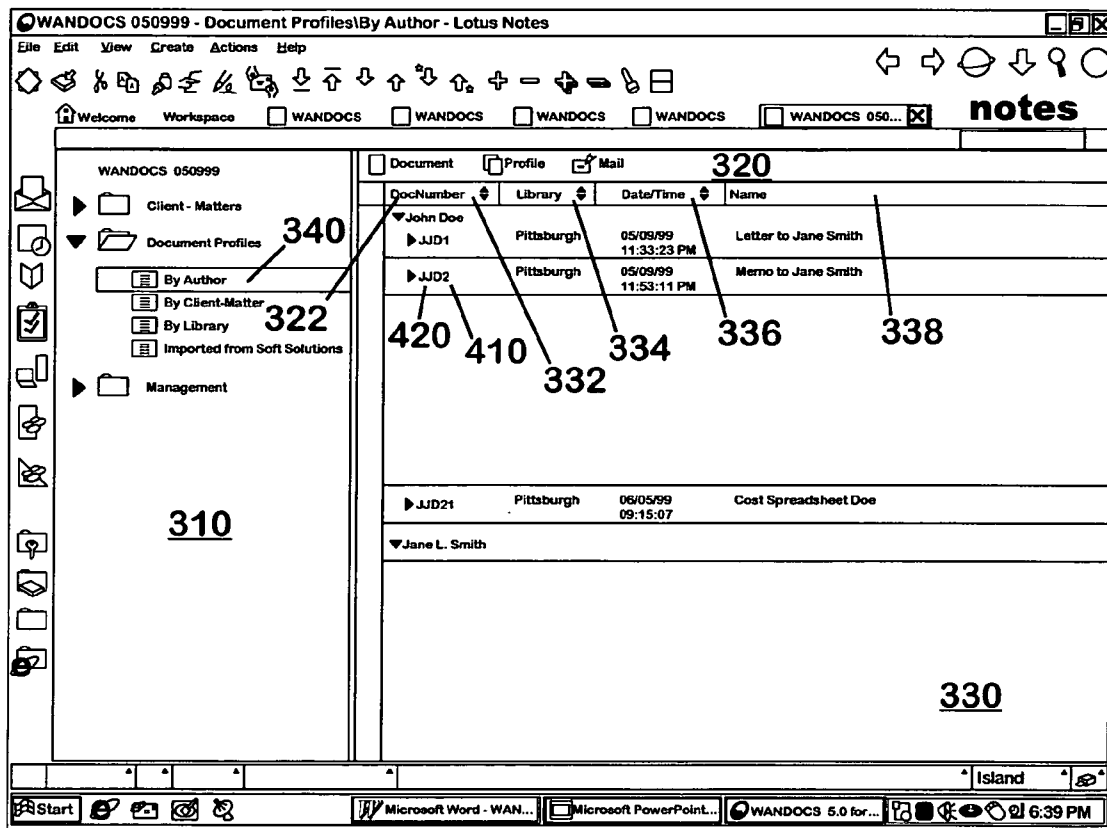 WANDOCS 050999 - Document Profiles\By Author - Lotus Notes
File Edit View Create Actions Help
notes
Welcome Workspace WANDOCS WANDOCS WANDOCS WANDOCS WANDOCS 050...
WANDOCS 050999
Client - Matters
Document Profiles
340
By Author
By Client-Matter
By Library
322
Imported from Soft Solutions
Management
310
Document Profile Mail 320
DocNumber Library Date/Time Name
John Doe
JJD1 Pittsburgh 05/09/99 Letter to Jane Smith
11:33:23 PM
JJD2 Pittsburgh 05/09/99 Memo to Jane Smith
11:53:11 PM
420 410 332 334 336 338
JJD21 Pittsburgh 06/05/99 Cost Spreadsheet Doe
09:15:07
Jane L. Smith
330
Island
Start Microsoft Word - WAN... Microsoft PowerPoint... WANDOCS 5.0 for... 6:39 PM